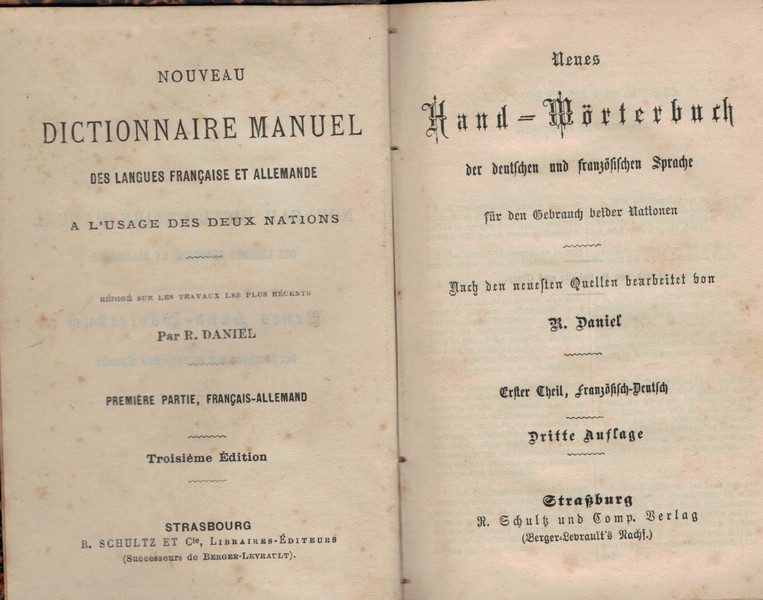 NOUVEAU
DICTIONNAIRE MANUEL
DES LANGUES FRANÇAISE ET ALLEMANDE
A L'USAGE DES DEUX NATIONS
RÉDIGÉ SUR LES TRAVAUX LES PLUS RÉCENTS
Par R. DANIEL
PREMIÈRE PARTIE, FRANÇAIS-ALLEMAND
Troisième Édition
STRASBOURG
R. SCHULTZ ET Cie, LIBRAIRES-ÉDITEURS
(Successeurs de BERGER-LEVRAULT).
Neues
Hand-Wörterbuch
der deutschen und französischen Sprache
für den Gebrauch beider Nationen
Nach den neuesten Quellen bearbeitet von
R. Daniel
Erster Theil, Französisch-Deutsch
Dritte Auflage
Straßburg
R. Schultz und Comp. Verlag
(Berger-Levrault's Nachf.)